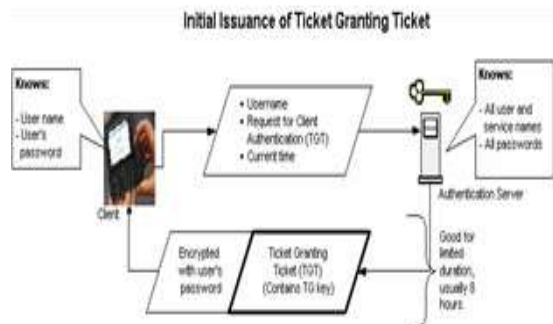 Initial Issuance of Ticket Granting Ticket
Knows:
- User name
- User's
password
Client
• Username
• Request for Client
Authentication (TGT)
• Current time
Knows:
- All user and
service names
- All passwords
Authentication Server
Encrypted
with user's
password
Ticket Granting
Ticket (TGT)
(Contains TG key)
Good for
limited
duration,
usually 8
hours.